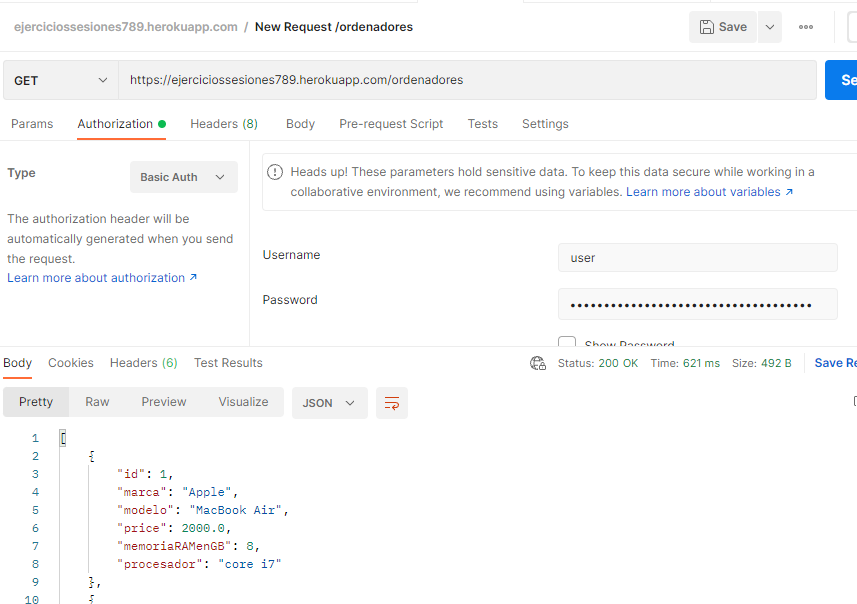 ejerciciossesiones789.herokuapp.com / New Request /ordenadores
Save
GET
https://ejerciciossesiones789.herokuapp.com/ordenadores
Params Authorization Headers (8) Body Pre-request Script Tests Settings
Type
Basic Auth
The authorization header will be
automatically generated when you send
the request.
Learn more about authorization ↗
Heads up! These parameters hold sensitive data. To keep this data secure while working in a
collaborative environment, we recommend using variables. Learn more about variables ↗
Username
user
Password
••••••••••••••••••••••••••••••••••••
Show Password
Body Cookies Headers (6) Test Results
Status: 200 OK Time: 621 ms Size: 492 B
Pretty Raw Preview Visualize JSON
1 [
2 {
3 "id": 1,
4 "marca": "Apple",
5 "modelo": "MacBook Air",
6 "price": 2000.0,
7 "memoriaRAMenGB": 8,
8 "procesador": "core i7"
9 },
10 {